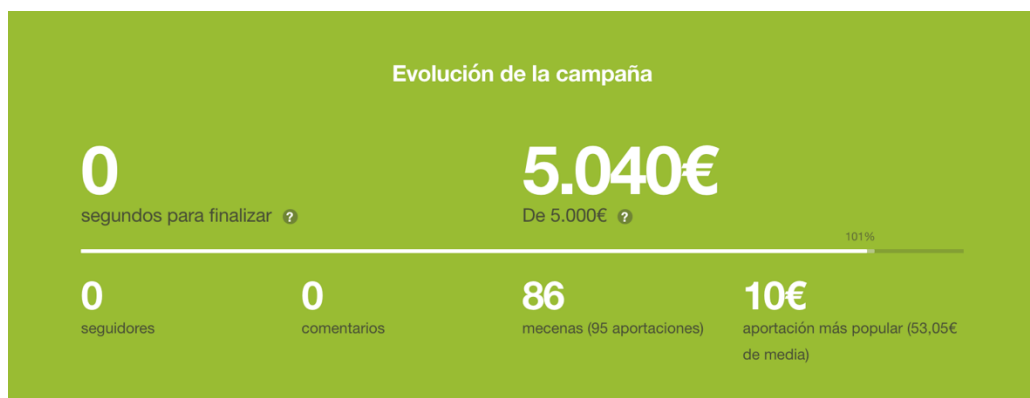 Evolución de la campaña
0
segundos para finalizar ?
5.040€
De 5.000€ ?
101%
0
seguidores
0
comentarios
86
mecenas (95 aportaciones)
10€
aportación más popular (53,05€
de media)